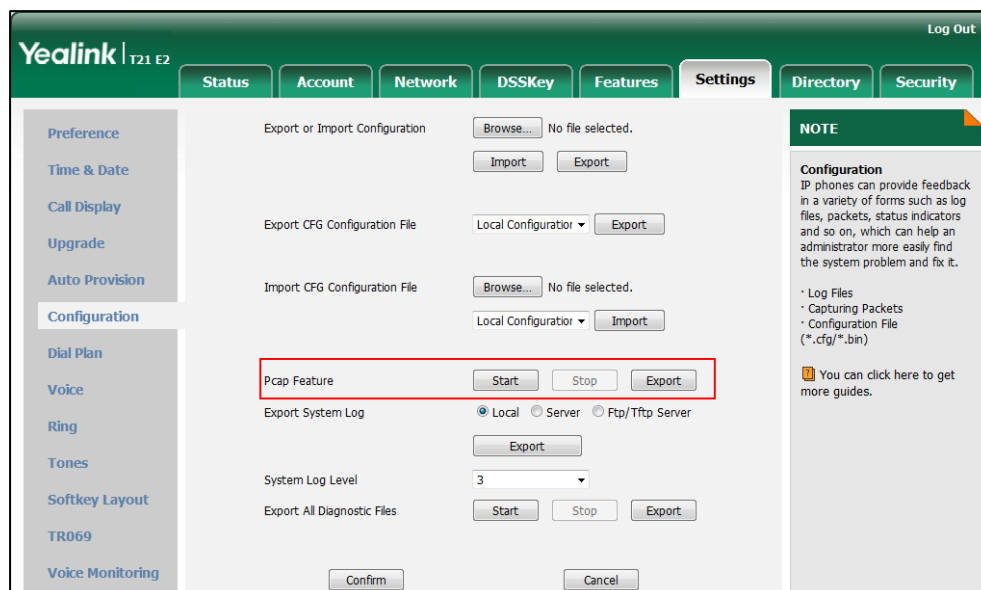 Log Out
Yealink | T21 E2
Status Account Network DSSKey Features Settings Directory Security
Preference
Time & Date
Call Display
Upgrade
Auto Provision
Configuration
Dial Plan
Voice
Ring
Tones
Softkey Layout
TR069
Voice Monitoring
Export or Import Configuration Browse... No file selected.
Import Export
Export CFG Configuration File Local Configuration Export
Import CFG Configuration File Browse... No file selected.
Local Configuration Import
Pcap Feature Start Stop Export
Export System Log Local Server Ftp/Tftp Server
Export
System Log Level 3
Export All Diagnostic Files Start Stop Export
Confirm Cancel
NOTE
Configuration
IP phones can provide feedback
in a variety of forms such as log
files, packets, status indicators
and so on, which can help an
administrator more easily find
the system problem and fix it.
· Log Files
· Capturing Packets
· Configuration File
(*.cfg/*.bin)
? You can click here to get
more guides.